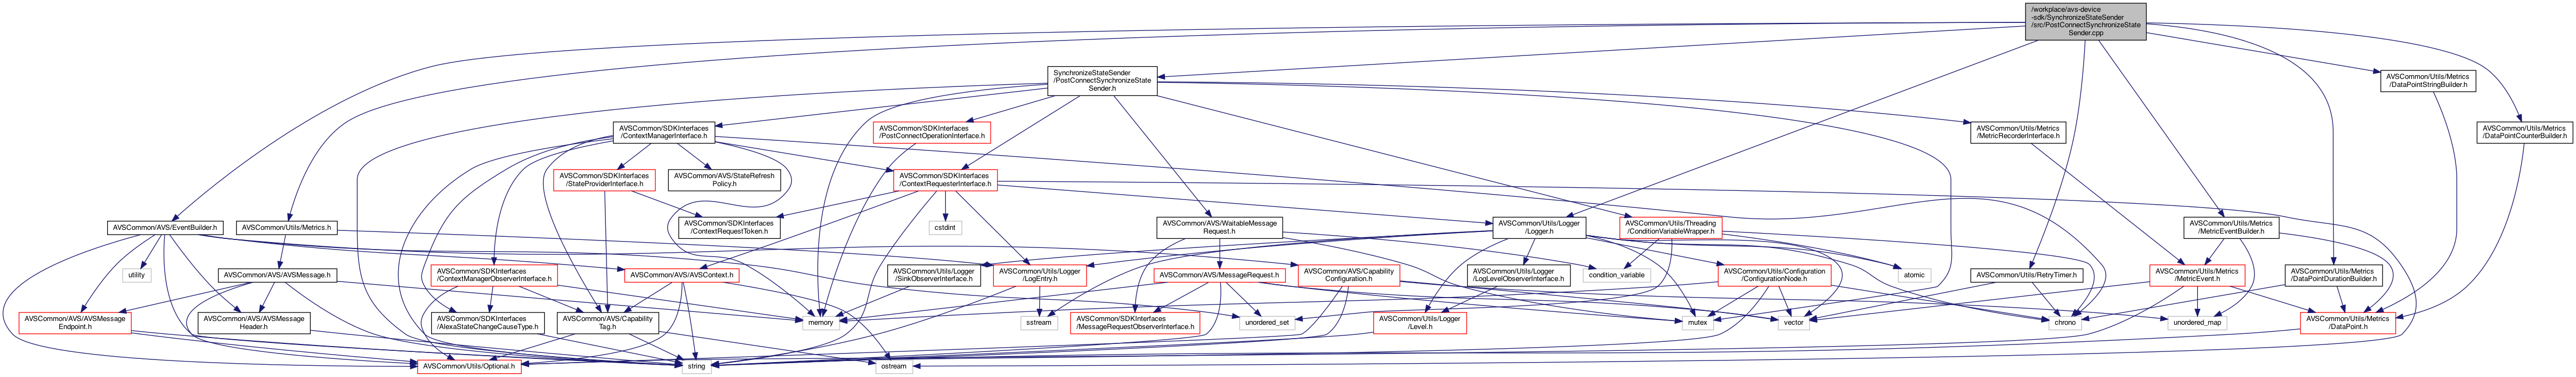 /workplace/avs-device
-sdk/SynchronizeStateSender
/src/PostConnectSynchronizeState
Sender.cpp
SynchronizeStateSender
/PostConnectSynchronizeState
Sender.h
AVSCommon/Utils/Metrics
/DataPointStringBuilder.h
AVSCommon/SDKInterfaces
/ContextManagerInterface.h
AVSCommon/SDKInterfaces
/PostConnectOperationInterface.h
AVSCommon/Utils/Metrics
/MetricRecorderInterface.h
AVSCommon/Utils/Metrics
/DataPointCounterBuilder.h
AVSCommon/SDKInterfaces
/StateProviderInterface.h
AVSCommon/AVS/StateRefresh
Policy.h
AVSCommon/SDKInterfaces
/ContextRequesterInterface.h
AVSCommon/AVS/EventBuilder.h
AVSCommon/Utils/Metrics.h
AVSCommon/SDKInterfaces
/ContextRequestToken.h
cstdint
AVSCommon/AVS/WaitableMessage
Request.h
AVSCommon/Utils/Logger
/Logger.h
AVSCommon/Utils/Threading
/ConditionVariableWrapper.h
AVSCommon/Utils/Metrics
/MetricEventBuilder.h
utility
AVSCommon/AVS/AVSMessage.h
AVSCommon/SDKInterfaces
/ContextManagerObserverInterface.h
AVSCommon/AVS/AVSContext.h
AVSCommon/Utils/Logger
/SinkObserverInterface.h
AVSCommon/Utils/Logger
/LogEntry.h
AVSCommon/AVS/MessageRequest.h
AVSCommon/AVS/Capability
Configuration.h
AVSCommon/Utils/Logger
/LogLevelObserverInterface.h
condition_variable
AVSCommon/Utils/Configuration
/ConfigurationNode.h
atomic
AVSCommon/Utils/RetryTimer.h
AVSCommon/Utils/Metrics
/MetricEvent.h
AVSCommon/Utils/Metrics
/DataPointDurationBuilder.h
AVSCommon/AVS/AVSMessage
Endpoint.h
AVSCommon/AVS/AVSMessage
Header.h
AVSCommon/SDKInterfaces
/AlexaStateChangeCauseType.h
AVSCommon/AVS/Capability
Tag.h
memory
sstream
AVSCommon/SDKInterfaces
/MessageRequestObserverInterface.h
unordered_set
AVSCommon/Utils/Logger
/Level.h
mutex
vector
chrono
unordered_map
AVSCommon/Utils/Metrics
/DataPoint.h
AVSCommon/Utils/Optional.h
string
ostream